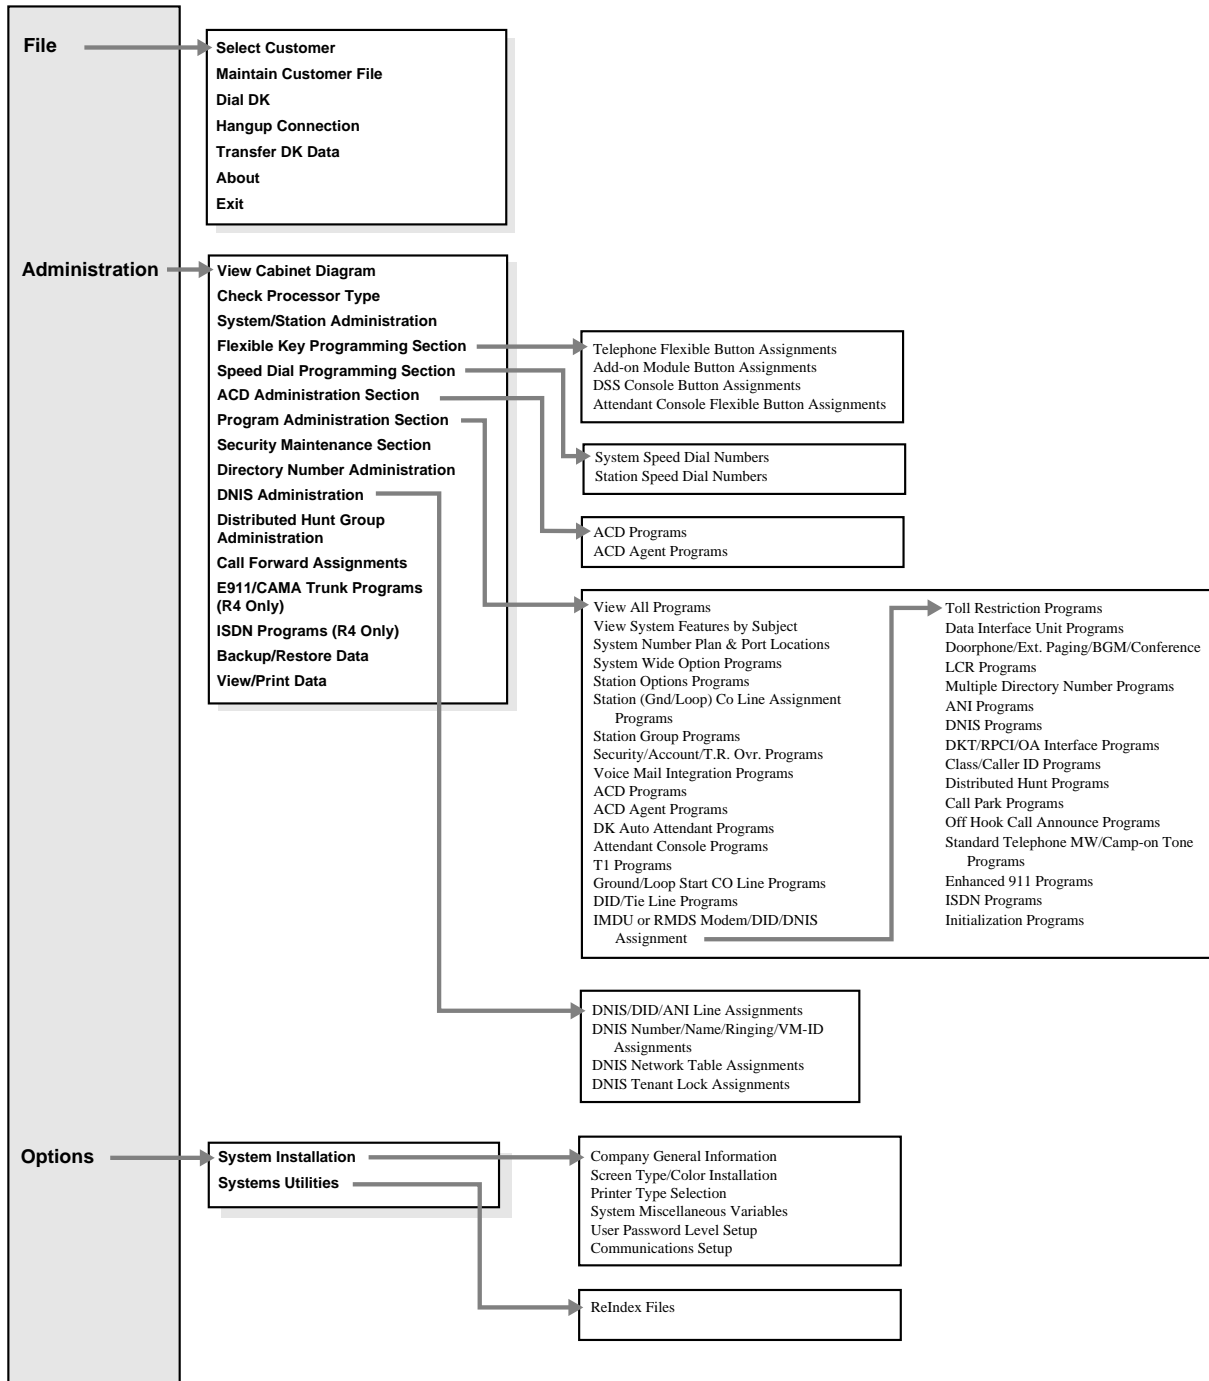 File
Select Customer
Maintain Customer File
Dial DK
Hangup Connection
Transfer DK Data
About
Exit
Administration
View Cabinet Diagram
Check Processor Type
System/Station Administration
Flexible Key Programming Section
Speed Dial Programming Section
ACD Administration Section
Program Administration Section
Security Maintenance Section
Directory Number Administration
DNIS Administration
Distributed Hunt Group
Administration
Call Forward Assignments
E911/CAMA Trunk Programs
(R4 Only)
ISDN Programs (R4 Only)
Backup/Restore Data
View/Print Data
Telephone Flexible Button Assignments
Add-on Module Button Assignments
DSS Console Button Assignments
Attendant Console Flexible Button Assignments
System Speed Dial Numbers
Station Speed Dial Numbers
ACD Programs
ACD Agent Programs
View All Programs
View System Features by Subject
System Number Plan & Port Locations
System Wide Option Programs
Station Options Programs
Station (Gnd/Loop) Co Line Assignment
Programs
Station Group Programs
Security/Account/T.R. Ovr. Programs
Voice Mail Integration Programs
ACD Programs
ACD Agent Programs
DK Auto Attendant Programs
Attendant Console Programs
T1 Programs
Ground/Loop Start CO Line Programs
DID/Tie Line Programs
IMDU or RMDS Modem/DID/DNIS
Assignment
Toll Restriction Programs
Data Interface Unit Programs
Doorphone/Ext. Paging/BGM/Conference
LCR Programs
Multiple Directory Number Programs
ANI Programs
DNIS Programs
DKT/RPCI/OA Interface Programs
Class/Caller ID Programs
Distributed Hunt Programs
Call Park Programs
Off Hook Call Announce Programs
Standard Telephone MW/Camp-on Tone
Programs
Enhanced 911 Programs
ISDN Programs
Initialization Programs
DNIS/DID/ANI Line Assignments
DNIS Number/Name/Ringing/VM-ID
Assignments
DNIS Network Table Assignments
DNIS Tenant Lock Assignments
Options
System Installation
Systems Utilities
Company General Information
Screen Type/Color Installation
Printer Type Selection
System Miscellaneous Variables
User Password Level Setup
Communications Setup
ReIndex Files